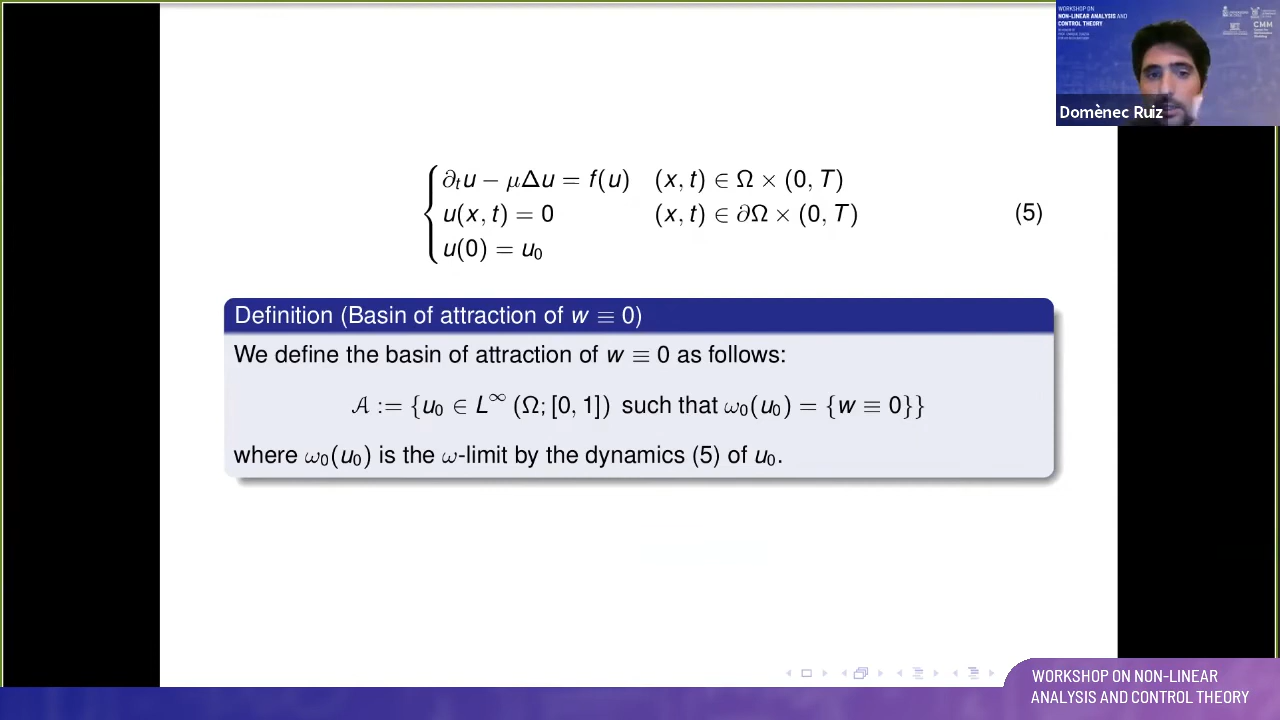 WORKSHOP ON
NON-LINEAR ANALYSIS AND
CONTROL THEORY
CMM
Domènec Ruiz
∂ₜu − μΔu = f(u) (x, t) ∈ Ω × (0, T)
u(x, t) = 0 (x, t) ∈ ∂Ω × (0, T)
(5)
u(0) = u₀
Definition (Basin of attraction of w ≡ 0)
We define the basin of attraction of w ≡ 0 as follows:
𝒜 := {u₀ ∈ L^∞ (Ω; [0, 1]) such that ω₀(u₀) = {w ≡ 0}}
where ω₀(u₀) is the ω-limit by the dynamics (5) of u₀.
WORKSHOP ON NON-LINEAR
ANALYSIS AND CONTROL THEORY